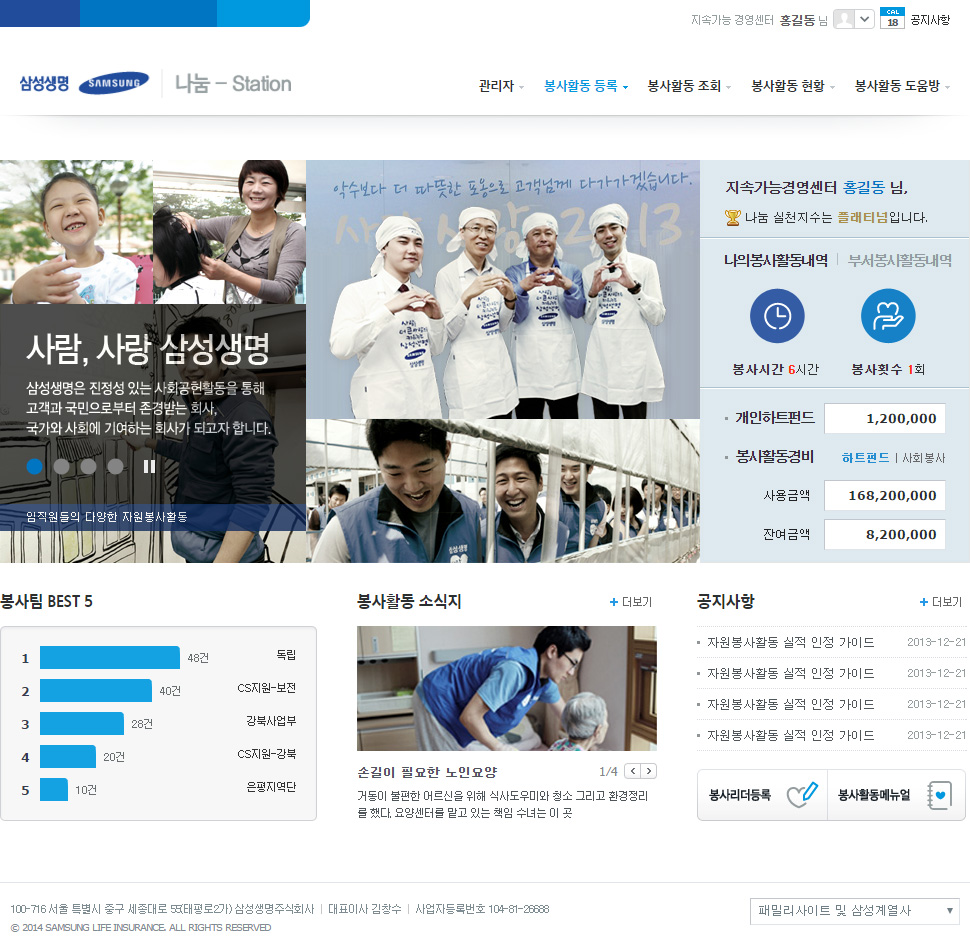 지속가능 경영센터 홍길동 님
CAL
18
공지사항
삼성생명 SAMSUNG 나눔 - Station
관리자
봉사활동 등록
봉사활동 조회
봉사활동 현황
봉사활동 도움방
악수보다 더 따뜻한 포옹으로 고객님께 다가가겠습니다.
사람, 사랑 삼성생명
삼성생명은 진정성 있는 사회공헌활동을 통해
고객과 국민으로부터 존경받는 회사,
국가와 사회에 기여하는 회사가 되고자 합니다.
임직원들의 다양한 자원봉사활동
지속가능경영센터 홍길동 님,
나눔 실천지수는 플래티넘입니다.
나의봉사활동내역 | 부서봉사활동내역
봉사시간 6시간
봉사횟수 1회
개인하트펀드 1,200,000
봉사활동경비 하트펀드 | 사회봉사
사용금액 168,200,000
잔여금액 8,200,000
봉사팀 BEST 5
1 48건 독립
2 40건 CS지원-보전
3 28건 강북사업부
4 20건 CS지원-강북
5 10건 은평지역단
봉사활동 소식지 + 더보기
손길이 필요한 노인요양 1/4
거동이 불편한 어르신을 위해 식사도우미와 청소 그리고 환경정리
를 했다. 요양센터를 맡고 있는 책임 수녀는 이 곳
공지사항 + 더보기
자원봉사활동 실적 인정 가이드 2013-12-21
자원봉사활동 실적 인정 가이드 2013-12-21
자원봉사활동 실적 인정 가이드 2013-12-21
자원봉사활동 실적 인정 가이드 2013-12-21
봉사리더등록
봉사활동메뉴얼
100-716 서울 특별시 중구 세종대로 55(태평로2가) 삼성생명주식회사 | 대표이사 김창수 | 사업자등록번호 104-81-26688
© 2014 SAMSUNG LIFE INSURANCE. ALL RIGHTS RESERVED
패밀리사이트 및 삼성계열사